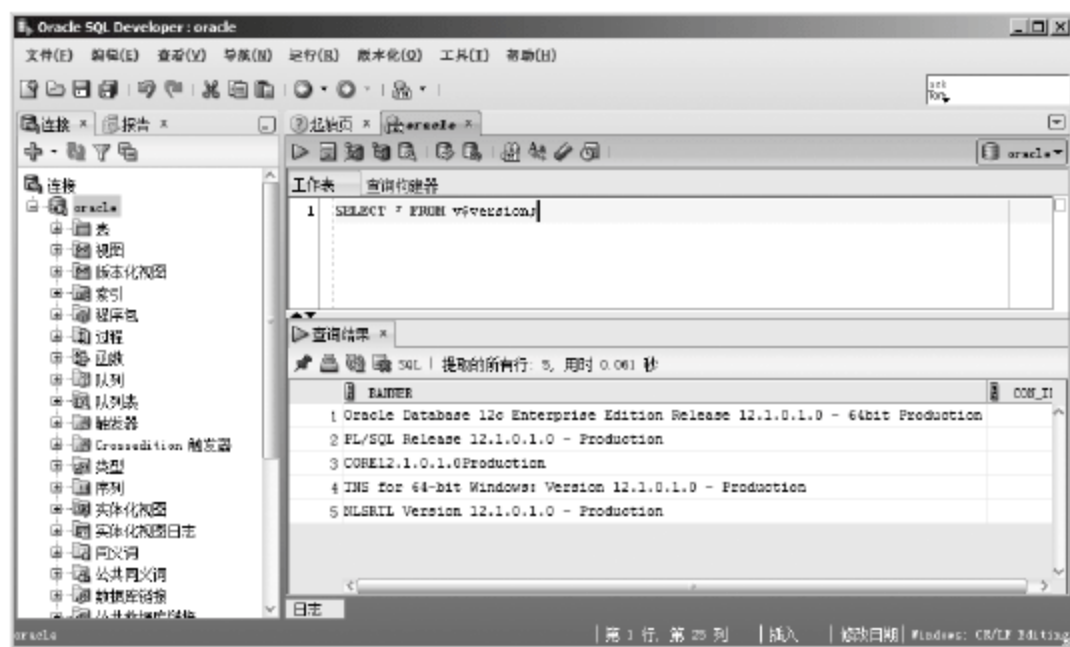 Oracle SQL Developer : oracle
文件(F) 编辑(E) 查看(V) 导航(N) 运行(R) 版本化(Q) 工具(I) 帮助(H)
连接 报告
起始页 oracle
oracle
工作表 查询构建器
1 SELECT * FROM v$version;
连接
oracle
表
视图
版本化视图
索引
程序包
过程
函数
队列
队列表
触发器
Crossedition 触发器
类型
序列
实体化视图
实体化视图日志
同义词
公共同义词
数据库链接
公共数据库链接
查询结果
SQL | 提取的所有行: 5, 用时 0.061 秒
BANNER
1 Oracle Database 12c Enterprise Edition Release 12.1.0.1.0 - 64bit Production
2 PL/SQL Release 12.1.0.1.0 - Production
3 CORE12.1.0.1.0Production
4 TNS for 64-bit Windows: Version 12.1.0.1.0 - Production
5 NLSRTL Version 12.1.0.1.0 - Production
日志
oracle
第 1 行, 第 25 列 | 插入 | 修改日期 | Windows: CR/LF Editing